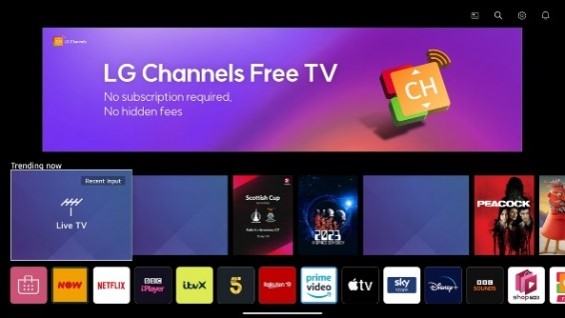 LG Channels
LG Channels Free TV
No subscription required,
No hidden fees
CH
Trending now
Recent Input
Live TV
Scottish Cup
2023
PEACOCK
NOW
NETFLIX
BBC
iPlayer
itvX
5
Rakuten TV
prime
video
tv
sky
Disney+
BBC
SOUNDS
shop